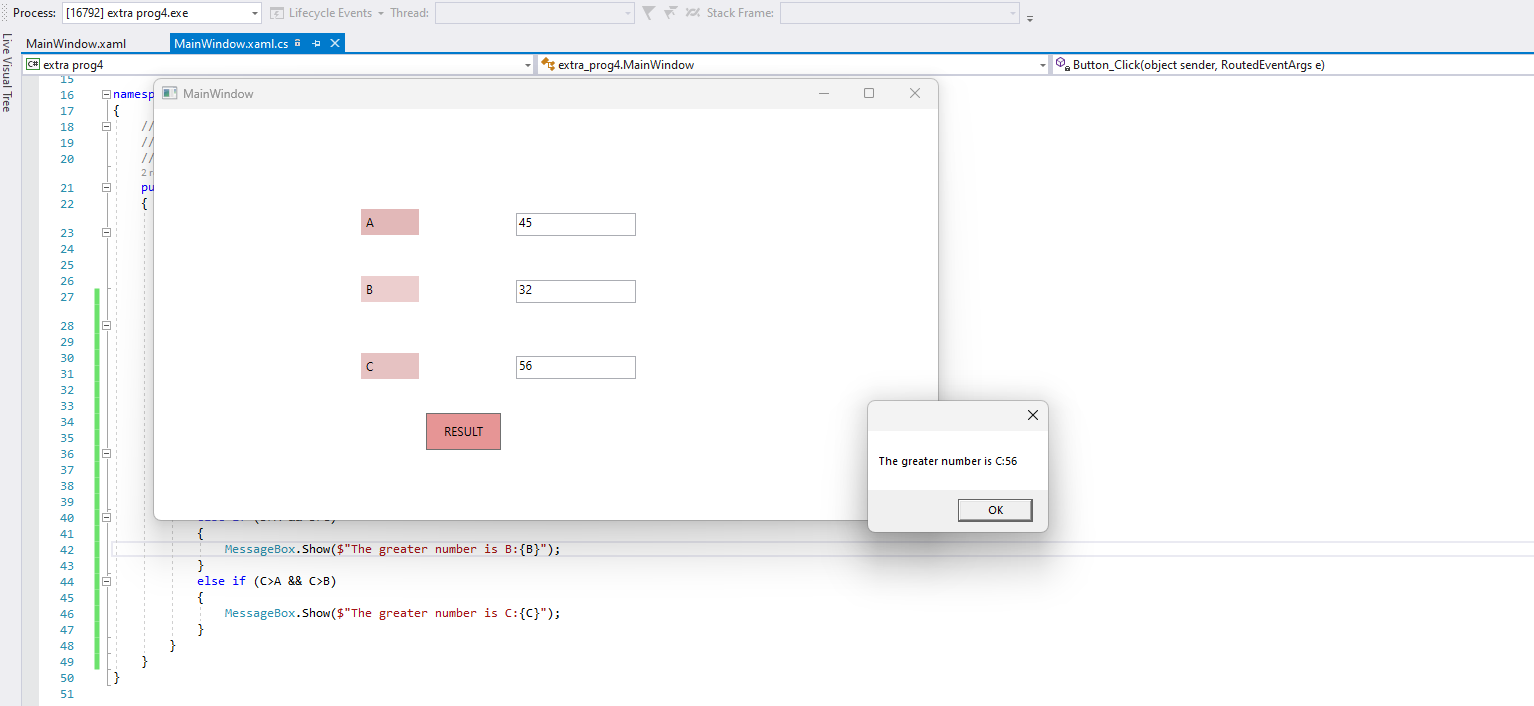 Process: [16792] extra prog4.exe Lifecycle Events Thread: Stack Frame:
MainWindow.xaml MainWindow.xaml.cs
Live Visual Tree
C# extra prog4 extra_prog4.MainWindow Button_Click(object sender, RoutedEventArgs e)
15
16 namesp
17 {
18 //
19 //
20 //
2 r
21 pu
22 {
23
24
25
26
27
28
29
30
31
32
33
34
35
36
37
38
39
40
41 {
42 MessageBox.Show($"The greater number is B:{B}");
43 }
44 else if (C>A && C>B)
45 {
46 MessageBox.Show($"The greater number is C:{C}");
47 }
48 }
49 }
50 }
51
MainWindow
A 45
B 32
C 56
RESULT
The greater number is C:56
OK